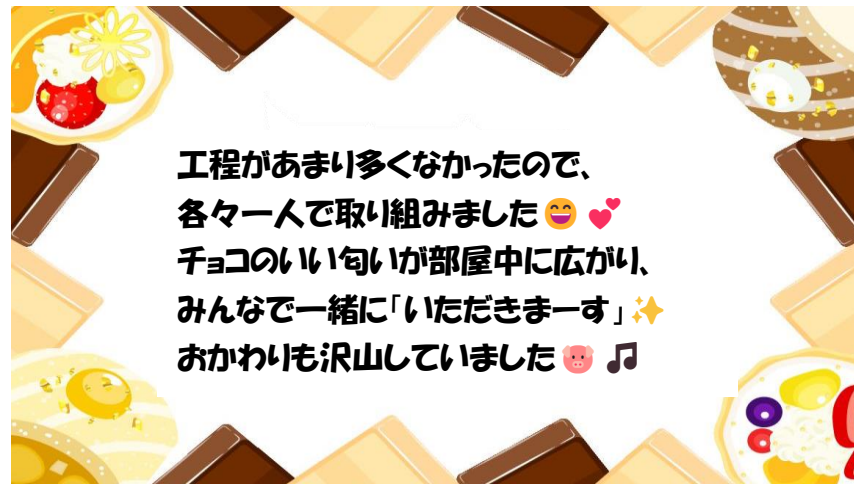 工程があまり多くなかったので、
各々一人で取り組みました😄 💕
チョコのいい匂いが部屋中に広がり、
みんなで一緒に「いただきまーす」✨
おかわりも沢山していました🐷 🎵